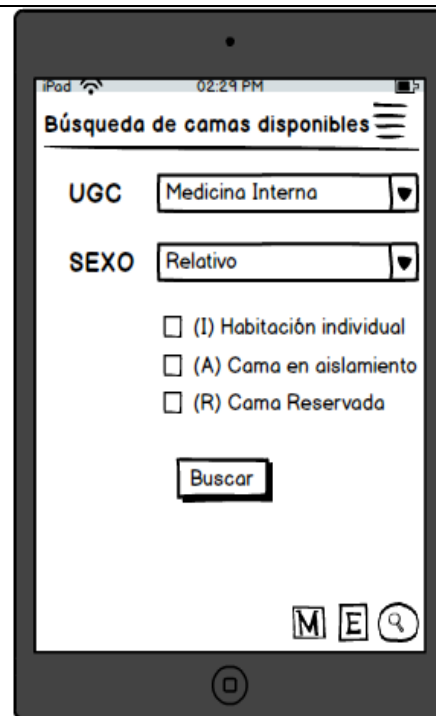 iPad 02:29 PM
Búsqueda de camas disponibles
UGC Medicina Interna
SEXO Relativo
(I) Habitación individual
(A) Cama en aislamiento
(R) Cama Reservada
Buscar
M E